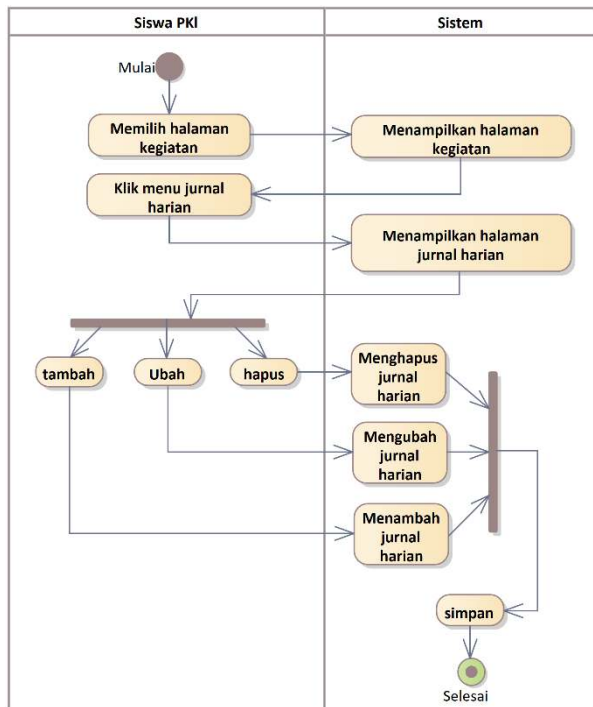 Siswa PKl
Sistem
Mulai
Memilih halaman
kegiatan
Menampilkan halaman
kegiatan
Klik menu jurnal
harian
Menampilkan halaman
jurnal harian
tambah
Ubah
hapus
Menghapus
jurnal
harian
Mengubah
jurnal
harian
Menambah
jurnal
harian
simpan
Selesai